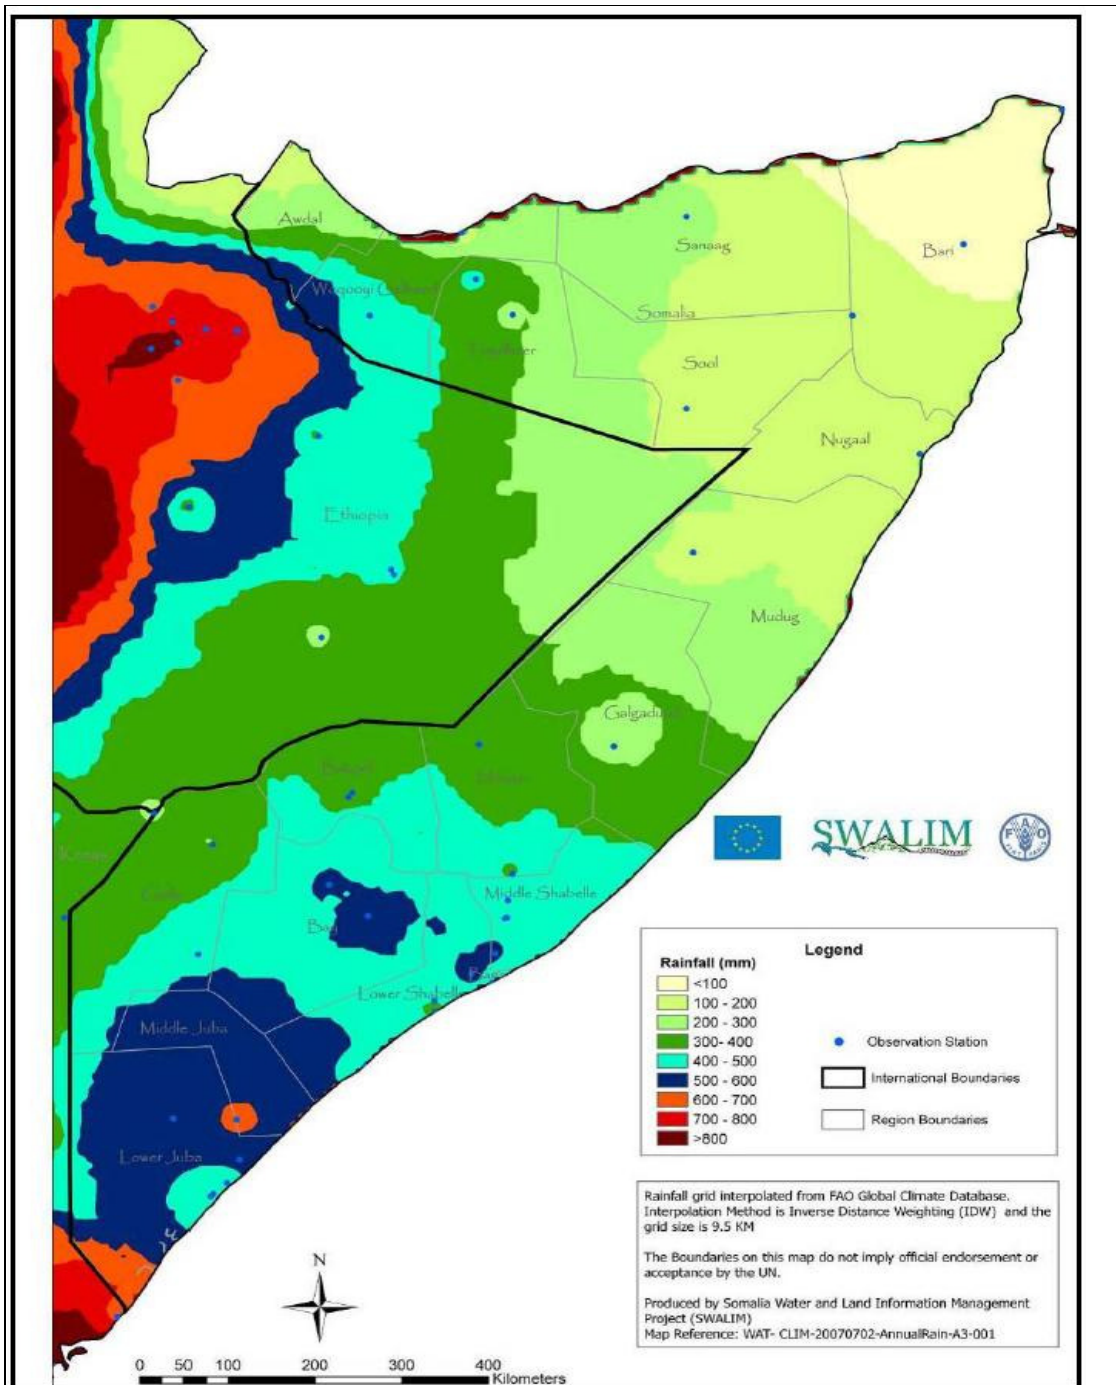 Awdal
Sanaag
Bari
Woqooyi Galbeed
Somalia
Togdheer
Sool
Nugaal
Ethiopia
Mudug
Galgaduud
Bakool
Hiraan
SWALIM
FAO
FIAT PANIS
Kenya
Gedo
Middle Shabelle
Bay
Lower Shabelle
Middle Juba
Lower Juba
Legend
Rainfall (mm)
<100
100 - 200
200 - 300
300- 400
400 - 500
500 - 600
600 - 700
700 - 800
>800
Observation Station
International Boundaries
Region Boundaries
Rainfall grid interpolated from FAO Global Climate Database.
Interpolation Method is Inverse Distance Weighting (IDW) and the
grid size is 9.5 KM
The Boundaries on this map do not imply official endorsement or
acceptance by the UN.
Produced by Somalia Water and Land Information Management
Project (SWALIM)
Map Reference: WAT- CLIM-20070702-AnnualRain-A3-001
N
0 50 100 200 300 400
Kilometers